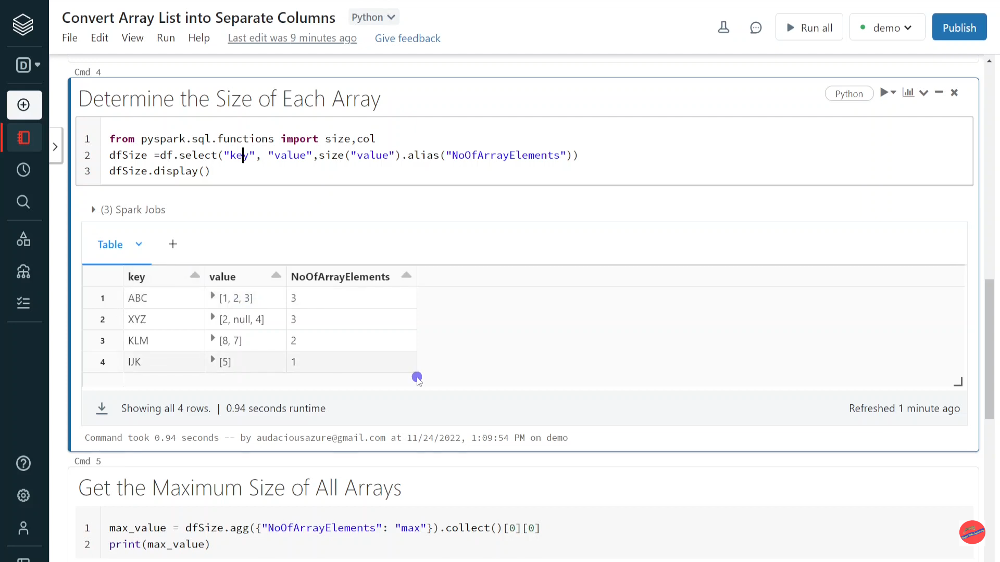 Convert Array List into Separate Columns Python
File Edit View Run Help Last edit was 9 minutes ago Give feedback
Run all demo Publish
D
Cmd 4
Determine the Size of Each Array
Python
1 from pyspark.sql.functions import size,col
2 dfSize =df.select("key", "value",size("value").alias("NoOfArrayElements"))
3 dfSize.display()
(3) Spark Jobs
Table +
key value NoOfArrayElements
1 ABC [1, 2, 3] 3
2 XYZ [2, null, 4] 3
3 KLM [8, 7] 2
4 IJK [5] 1
Showing all 4 rows. | 0.94 seconds runtime Refreshed 1 minute ago
Command took 0.94 seconds -- by audaciousazure@gmail.com at 11/24/2022, 1:09:54 PM on demo
Cmd 5
Get the Maximum Size of All Arrays
1 max_value = dfSize.agg({"NoOfArrayElements": "max"}).collect()[0][0]
2 print(max_value)